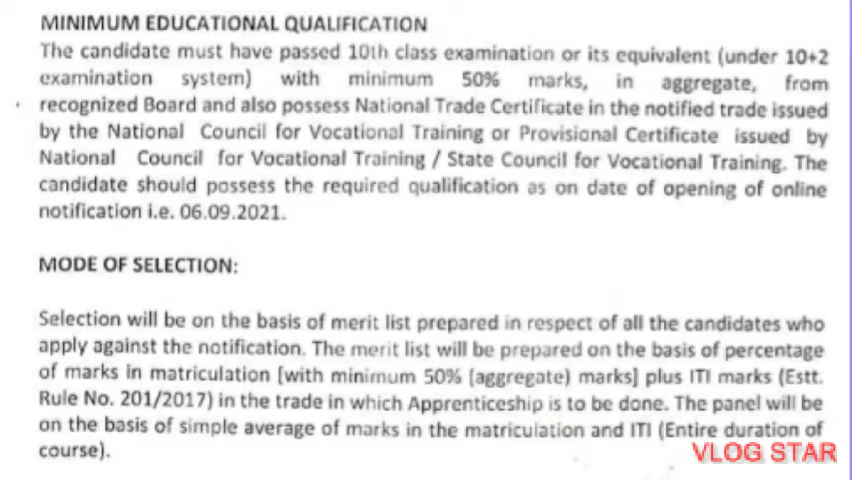 MINIMUM EDUCATIONAL QUALIFICATION
The candidate must have passed 10th class examination or its equivalent (under 10+2
examination system) with minimum 50% marks, in aggregate, from
recognized Board and also possess National Trade Certificate in the notified trade issued
by the National Council for Vocational Training or Provisional Certificate issued by
National Council for Vocational Training / State Council for Vocational Training. The
candidate should possess the required qualification as on date of opening of online
notification i.e. 06.09.2021.
MODE OF SELECTION:
Selection will be on the basis of merit list prepared in respect of all the candidates who
apply against the notification. The merit list will be prepared on the basis of percentage
of marks in matriculation [with minimum 50% (aggregate) marks] plus ITI marks (Estt.
Rule No. 201/2017) in the trade in which Apprenticeship is to be done. The panel will be
on the basis of simple average of marks in the matriculation and ITI (Entire duration of
course).
VLOG STAR